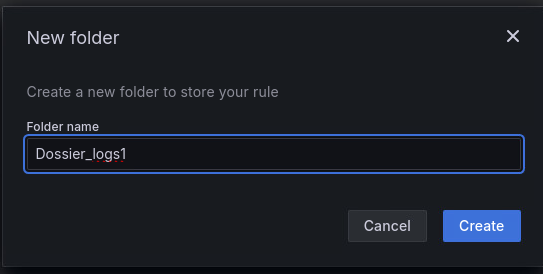 New folder
Create a new folder to store your rule
Folder name
Dossier_logs1
Cancel
Create